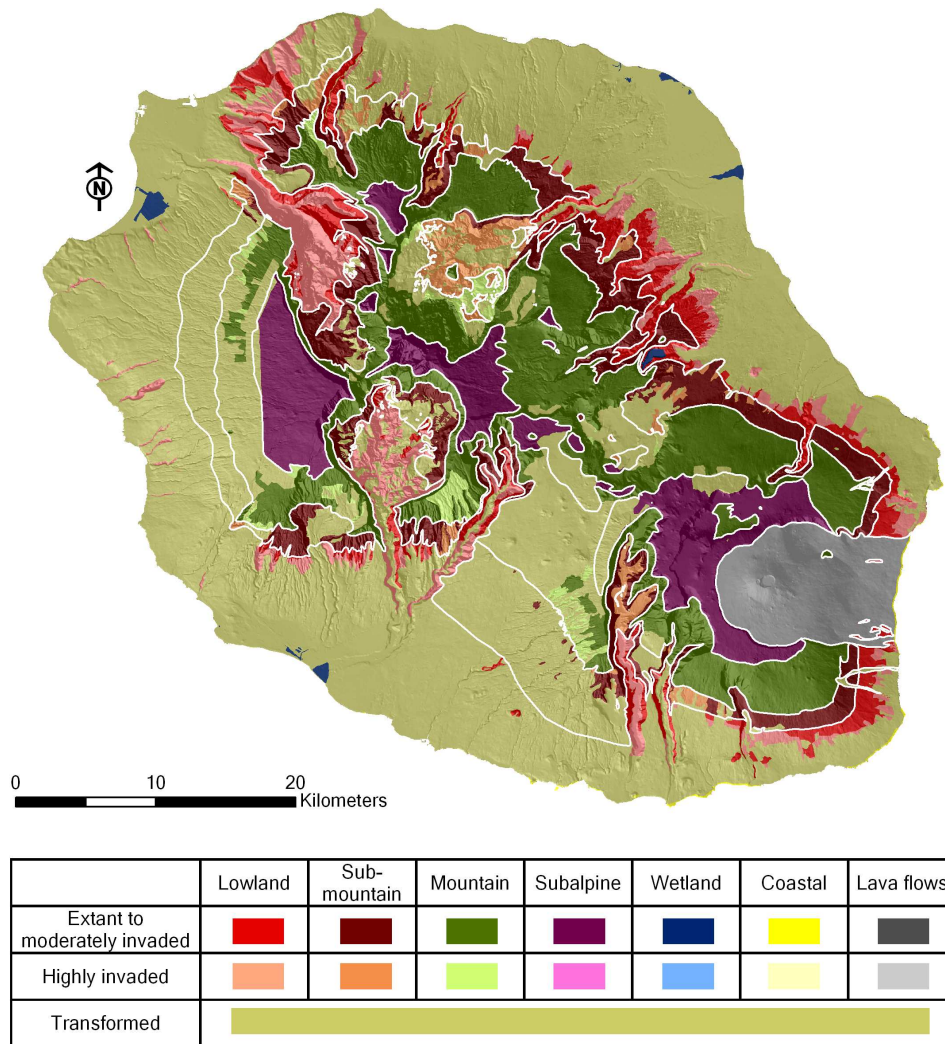 N
0 10 20
Kilometers
Lowland Sub-mountain Mountain Subalpine Wetland Coastal Lava flows
Extant to moderately invaded
Highly invaded
Transformed